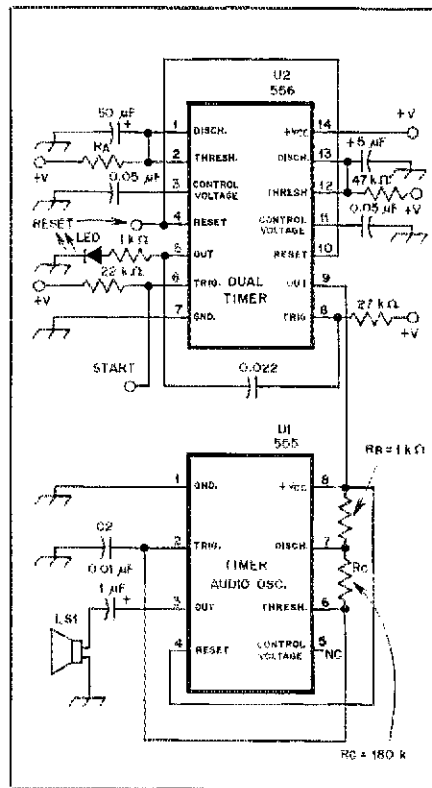 U2
556
50 µF +
RA
+V
0.05 µF
RESET
LED
1kΩ
22 kΩ
+V
START
1 DISCH.
2 THRESH.
3 CONTROL VOLTAGE
4 RESET
5 OUT
6 TRIG.
7 GND.
DUAL TIMER
+VCC 14
DISCH. 13
THRESH 12
CONTROL VOLTAGE 11
RESET 10
OUT 9
TRIG 8
+V
+5 µF
47 kΩ
+V
0.05 µF
27 kΩ
+V
0.022
U1
555
1 GND.
2 TRIG.
3 OUT
4 RESET
TIMER
AUDIO OSC.
+VCC 8
DISCH. 7
THRESH. 6
CONTROL VOLTAGE 5
NC
C2
0.01 µF
1 µF +
LS1
RB = 1kΩ
RC
RC = 180 k